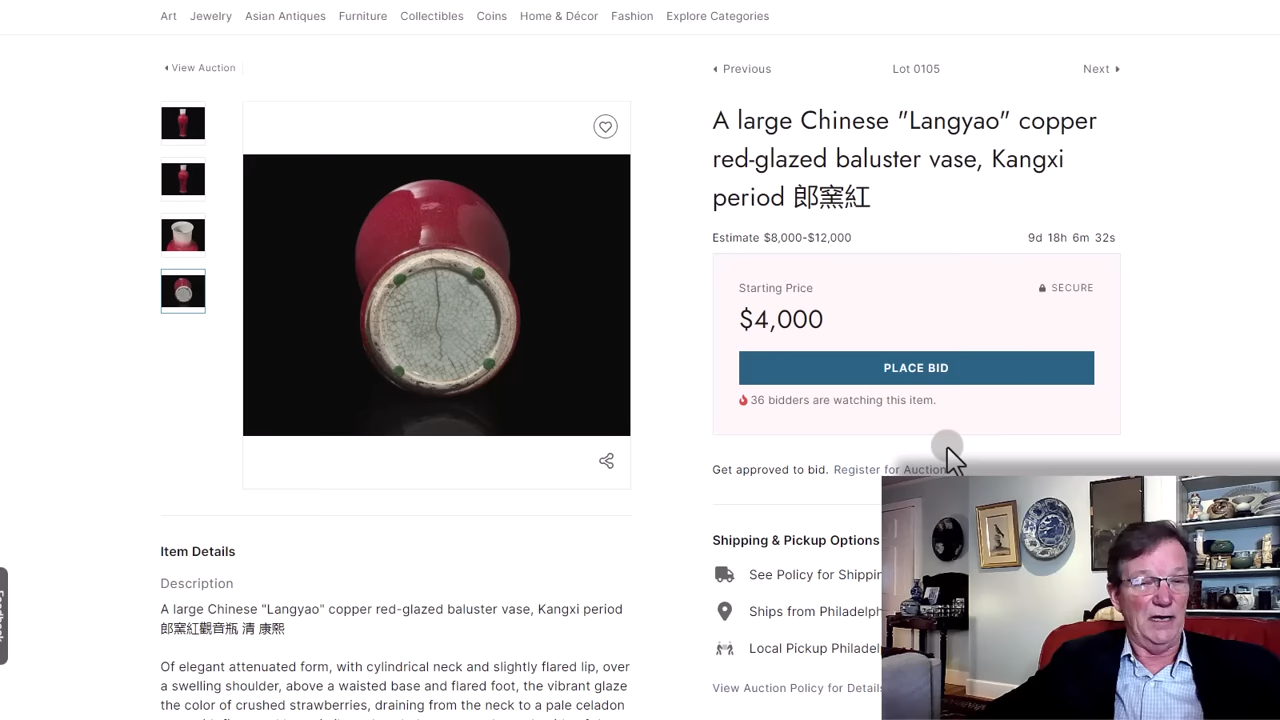 Art Jewelry Asian Antiques Furniture Collectibles Coins Home & Décor Fashion Explore Categories
View Auction
Previous Lot 0105 Next
A large Chinese "Langyao" copper
red-glazed baluster vase, Kangxi
period 郎窯紅
Estimate $8,000-$12,000 9d 18h 6m 32s
Starting Price SECURE
$4,000
PLACE BID
36 bidders are watching this item.
Get approved to bid. Register for Auction
Shipping & Pickup Options
See Policy for Shippin
Ships from Philadelph
Local Pickup Philadel
View Auction Policy for Details
Item Details
Description
A large Chinese "Langyao" copper red-glazed baluster vase, Kangxi period
郎窯紅觀音瓶 清 康熙
Of elegant attenuated form, with cylindrical neck and slightly flared lip, over
a swelling shoulder, above a waisted base and flared foot, the vibrant glaze
the color of crushed strawberries, draining from the neck to a pale celadon